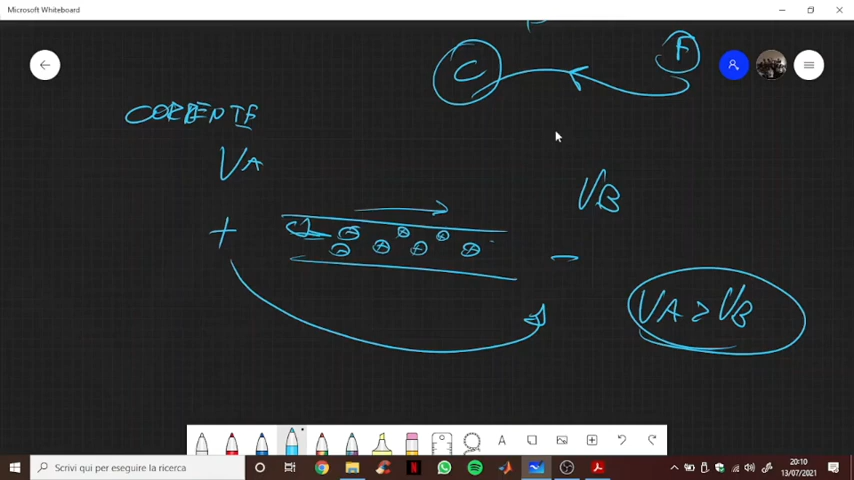 Microsoft Whiteboard
C
F
CORRENTE
VA
VB
+
-
VA > VB
A
Scrivi qui per eseguire la ricerca
20:10
13/07/2021